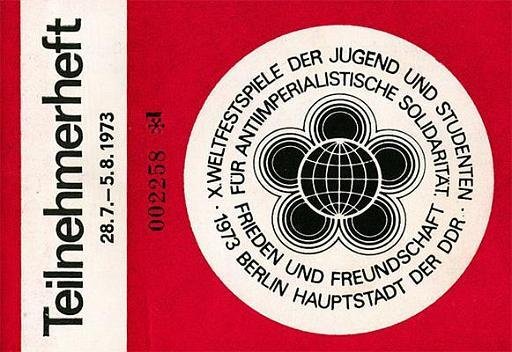 Teilnehmerheft
28.7.–5.8.1973
002258 *1
· X.WELTFESTSPIELE DER JUGEND UND STUDENTEN ·
FÜR ANTIIMPERIALISTISCHE SOLIDARITÄT
FRIEDEN UND FREUNDSCHAFT
1973 BERLIN HAUPTSTADT DER DDR